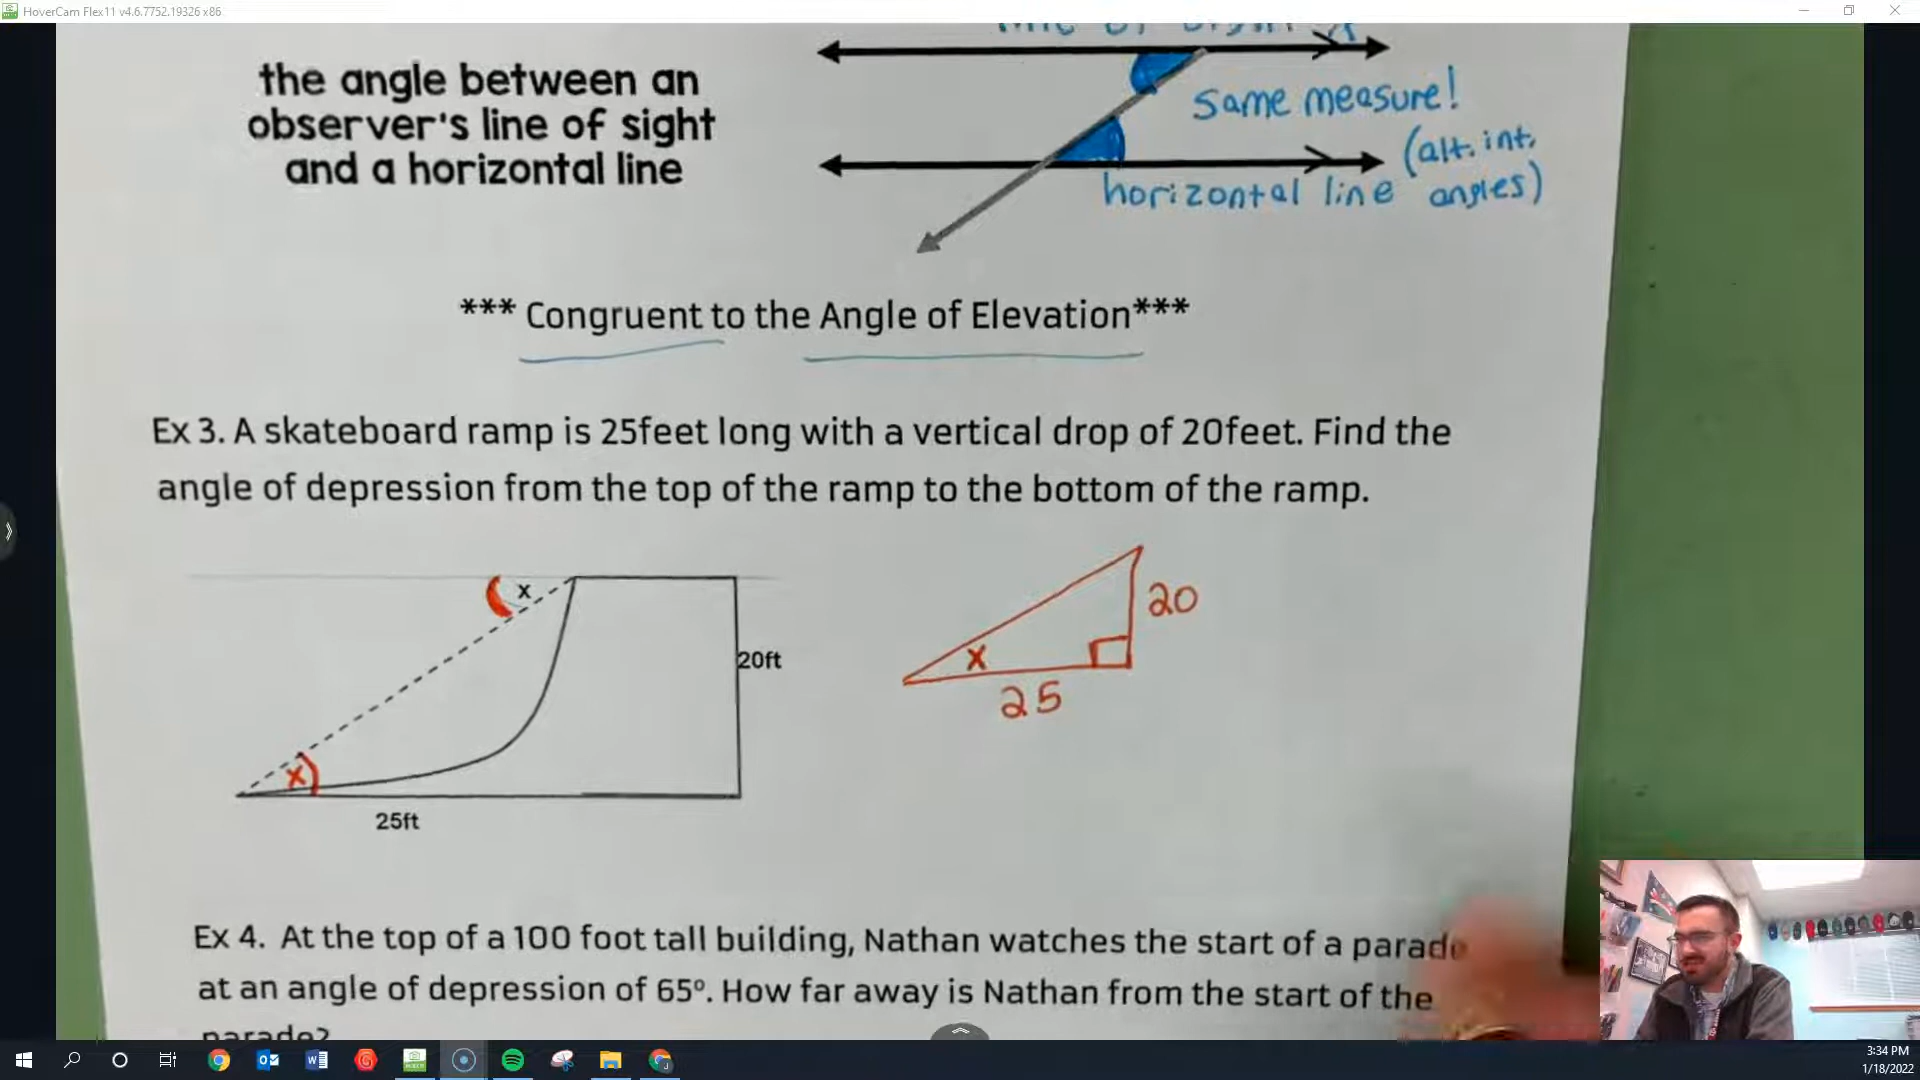 HoverCam Flex11 v4.6.7752.19326 x86
the angle between an
observer's line of sight
and a horizontal line
Same measure!
(alt. int.
angles)
horizontal line
*** Congruent to the Angle of Elevation***
Ex 3. A skateboard ramp is 25feet long with a vertical drop of 20feet. Find the
angle of depression from the top of the ramp to the bottom of the ramp.
x
20ft
x
25ft
20
x
25
Ex 4. At the top of a 100 foot tall building, Nathan watches the start of a parade
at an angle of depression of 65º. How far away is Nathan from the start of the
parade?
3:34 PM
1/18/2022